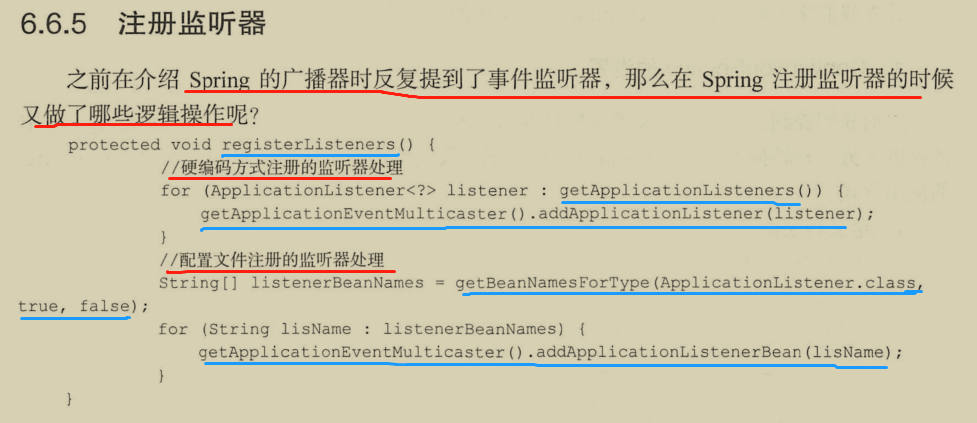 6.6.5 注册监听器
之前在介绍 Spring 的广播器时反复提到了事件监听器，那么在 Spring 注册监听器的时候
又做了哪些逻辑操作呢？
protected void registerListeners() {
//硬编码方式注册的监听器处理
for (ApplicationListener<?> listener : getApplicationListeners()) {
getApplicationEventMulticaster().addApplicationListener(listener);
}
//配置文件注册的监听器处理
String[] listenerBeanNames = getBeanNamesForType(ApplicationListener.class,
true, false);
for (String lisName : listenerBeanNames) {
getApplicationEventMulticaster().addApplicationListenerBean(lisName);
}
}